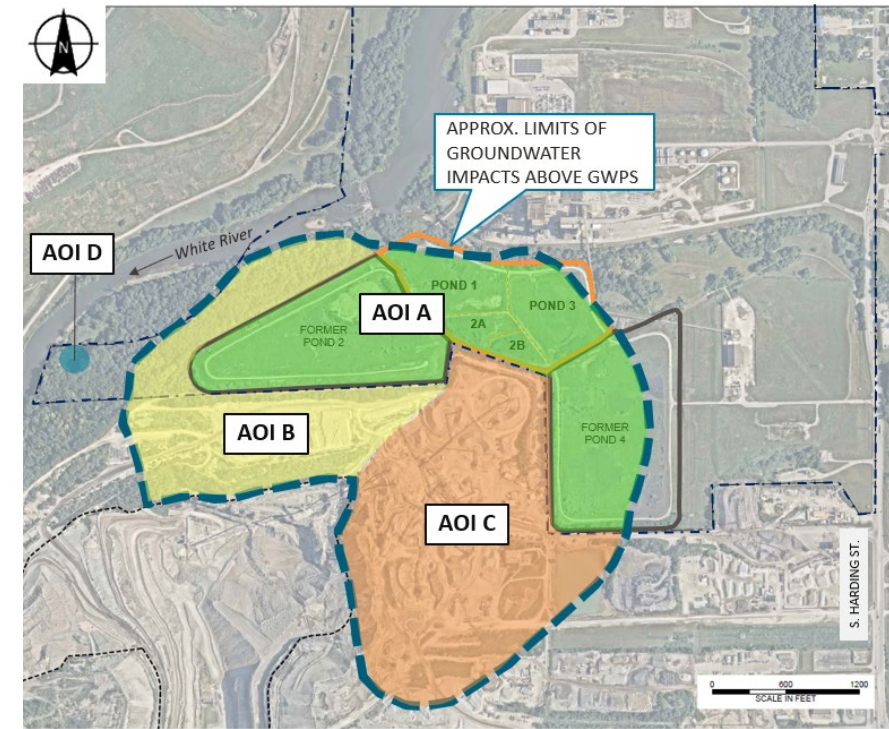 N
APPROX. LIMITS OF
GROUNDWATER
IMPACTS ABOVE GWPS
AOI D
White River
POND 1
AOI A
POND 3
FORMER
POND 2
2A
2B
AOI B
FORMER
POND 4
AOI C
S. HARDING ST.
0 600 1200
SCALE IN FEET